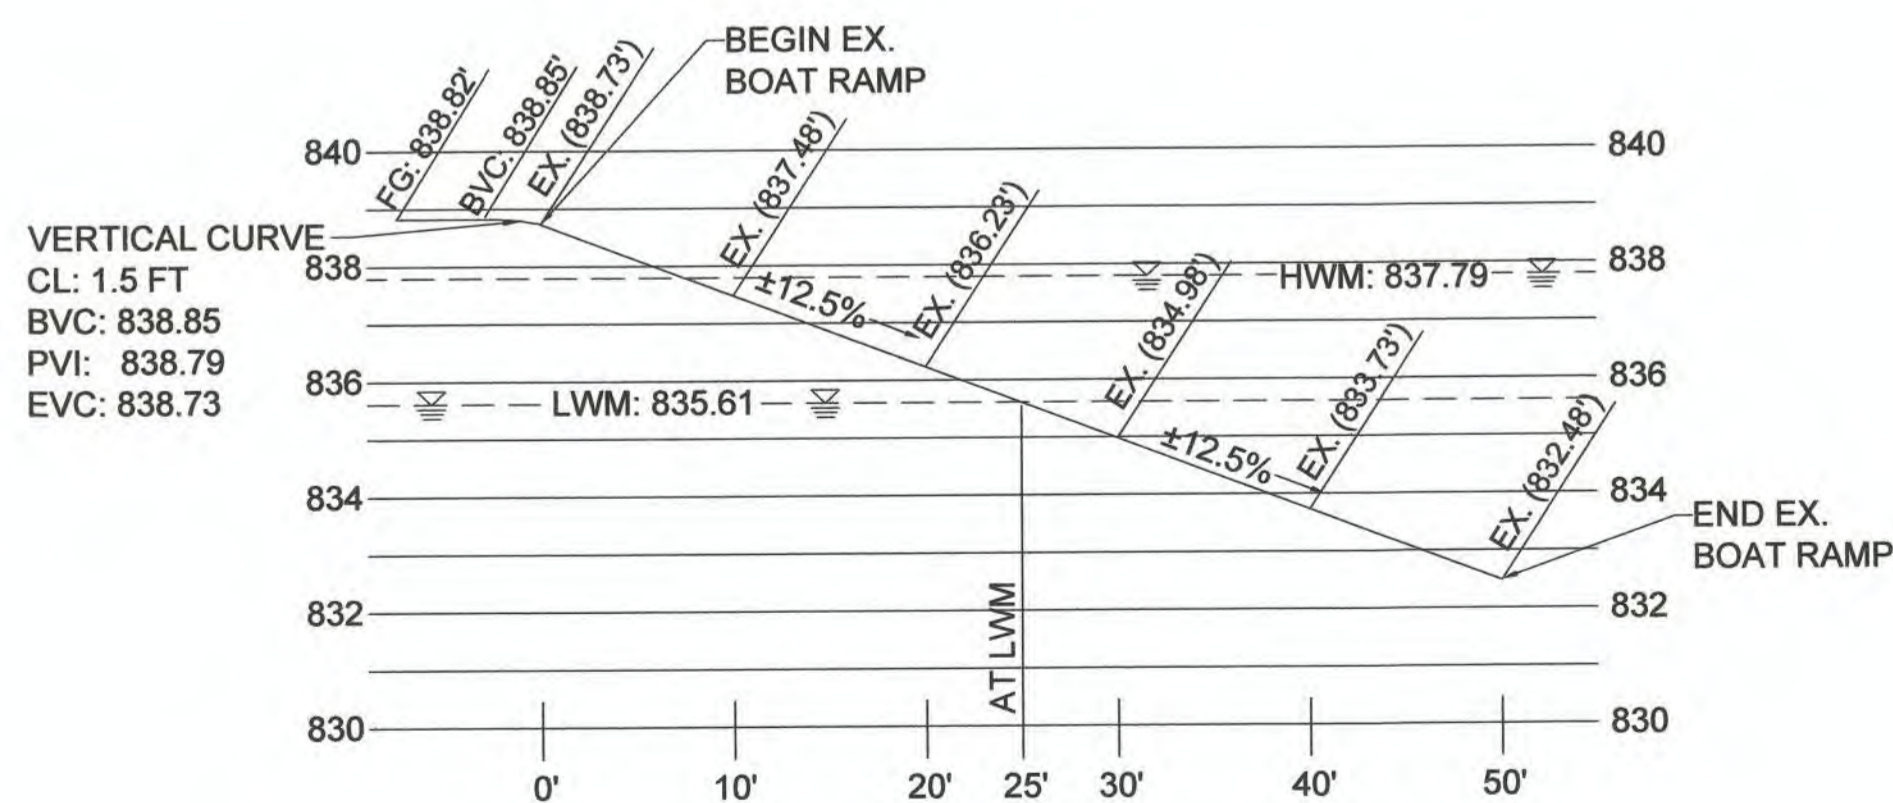 BEGIN EX.
BOAT RAMP
FG: 838.82'
BVC: 838.85'
EX. (838.73')
EX. (837.48')
EX. (836.23')
EX. (834.98')
EX. (833.73')
EX. (832.48')
840
840
VERTICAL CURVE
CL: 1.5 FT
BVC: 838.85
PVI: 838.79
EVC: 838.73
838
838
HWM: 837.79
±12.5%
836
836
LWM: 835.61
±12.5%
834
834
END EX.
BOAT RAMP
832
832
AT LWM
830
830
0'
10'
20'
25'
30'
40'
50'